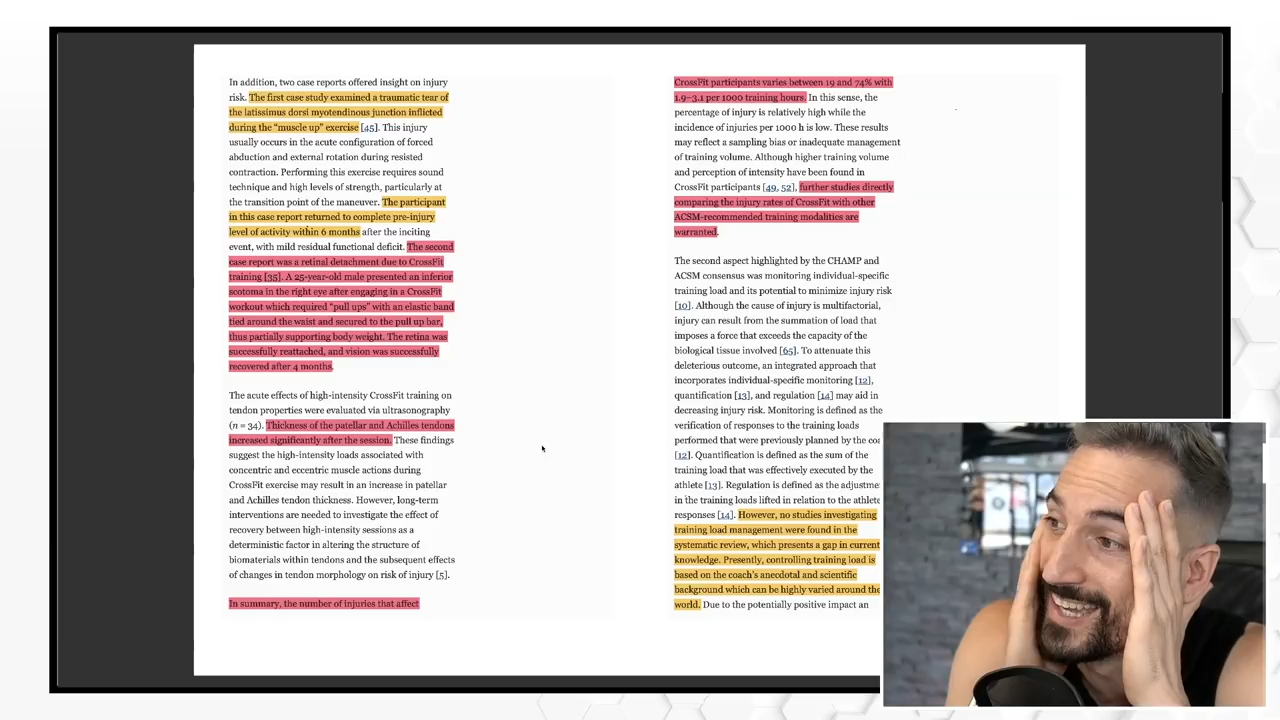 In addition, two case reports offered insight on injury
risk. The first case study examined a traumatic tear of
the latissimus dorsi myotendinous junction inflicted
during the “muscle up” exercise [45]. This injury
usually occurs in the acute configuration of forced
abduction and external rotation during resisted
contraction. Performing this exercise requires sound
technique and high levels of strength, particularly at
the transition point of the maneuver. The participant
in this case report returned to complete pre-injury
level of activity within 6 months after the inciting
event, with mild residual functional deficit. The second
case report was a retinal detachment due to CrossFit
training [35]. A 25-year-old male presented an inferior
scotoma in the right eye after engaging in a CrossFit
workout which required “pull ups” with an elastic band
tied around the waist and secured to the pull up bar,
thus partially supporting body weight. The retina was
successfully reattached, and vision was successfully
recovered after 4 months.
The acute effects of high-intensity CrossFit training on
tendon properties were evaluated via ultrasonography
(n = 34). Thickness of the patellar and Achilles tendons
increased significantly after the session. These findings
suggest the high-intensity loads associated with
concentric and eccentric muscle actions during
CrossFit exercise may result in an increase in patellar
and Achilles tendon thickness. However, long-term
interventions are needed to investigate the effect of
recovery between high-intensity sessions as a
deterministic factor in altering the structure of
biomaterials within tendons and the subsequent effects
of changes in tendon morphology on risk of injury [5].
In summary, the number of injuries that affect
CrossFit participants varies between 19 and 74% with
1.9–3.1 per 1000 training hours. In this sense, the
percentage of injury is relatively high while the
incidence of injuries per 1000 h is low. These results
may reflect a sampling bias or inadequate management
of training volume. Although higher training volume
and perception of intensity have been found in
CrossFit participants [49, 52], further studies directly
comparing the injury rates of CrossFit with other
ACSM-recommended training modalities are
warranted.
The second aspect highlighted by the CHAMP and
ACSM consensus was monitoring individual-specific
training load and its potential to minimize injury risk
[10]. Although the cause of injury is multifactorial,
injury can result from the summation of load that
imposes a force that exceeds the capacity of the
biological tissue involved [65]. To attenuate this
deleterious outcome, an integrated approach that
incorporates individual-specific monitoring [12],
quantification [13], and regulation [14] may aid in
decreasing injury risk. Monitoring is defined as the
verification of responses to the training loads
performed that were previously planned by the coa
[12]. Quantification is defined as the sum of the
training load that was effectively executed by the
athlete [13]. Regulation is defined as the adjustme
in the training loads lifted in relation to the athlete
responses [14]. However, no studies investigating
training load management were found in the
systematic review, which presents a gap in current
knowledge. Presently, controlling training load is
based on the coach's anecdotal and scientific
background which can be highly varied around the
world. Due to the potentially positive impact an